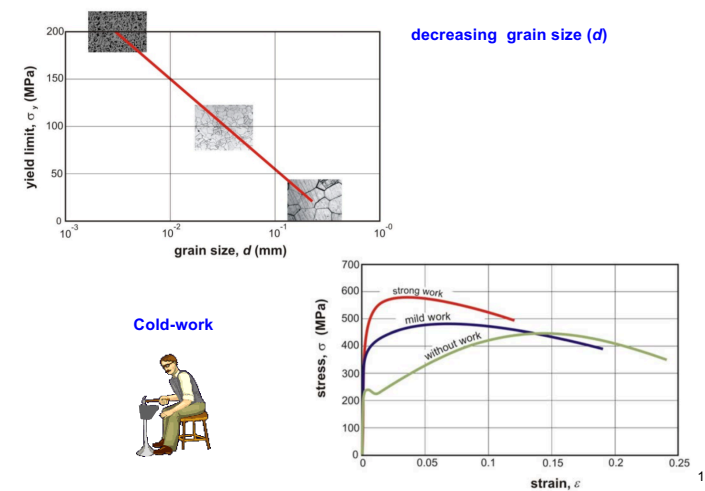 decreasing grain size (d)
200
150
100
50
0
yield limit, σ y (MPa)
10-3
10-2
10-1
10-0
grain size, d (mm)
Cold-work
700
600
500
400
300
200
100
0
stress, σ (MPa)
strong work
mild work
without work
0
0.05
0.1
0.15
0.2
0.25
strain, ε
1